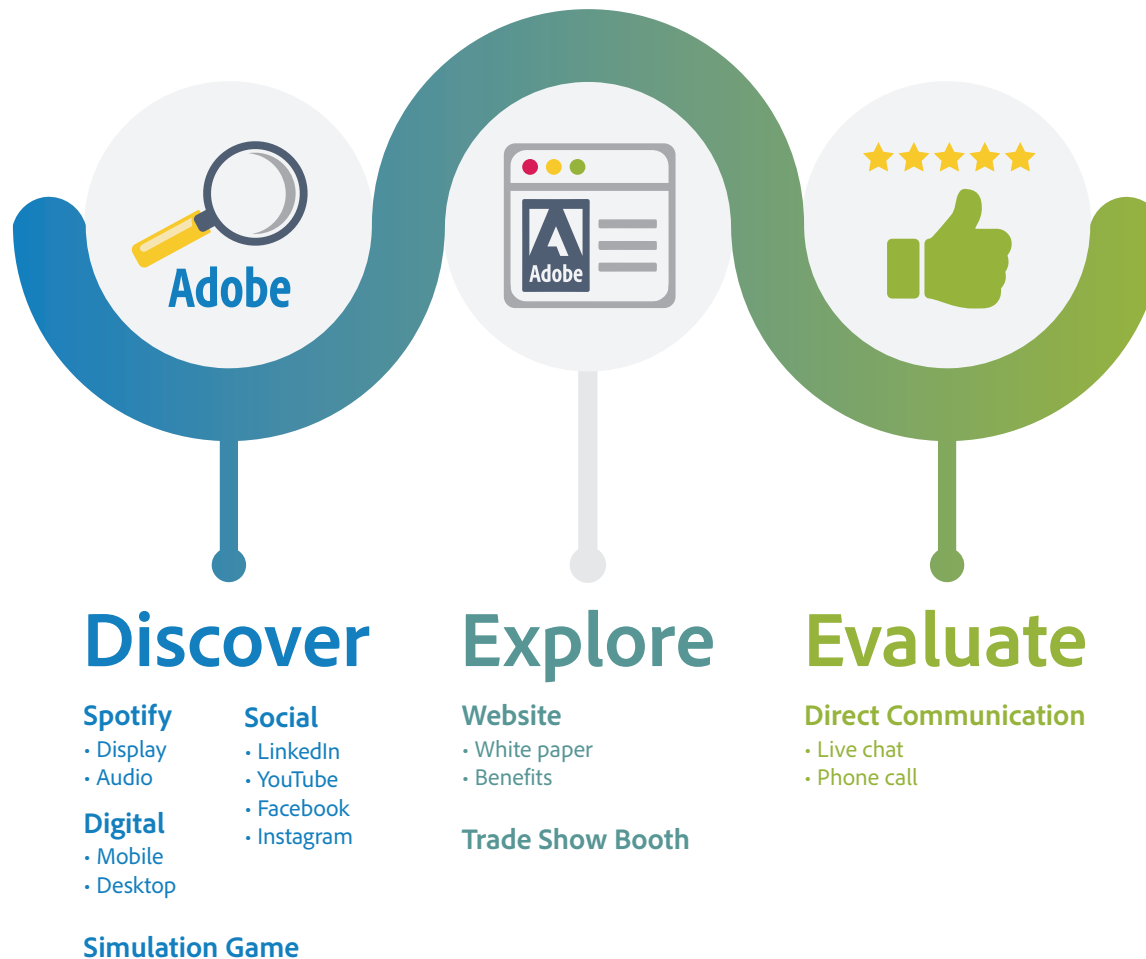 Adobe
Adobe
Discover
Spotify
• Display
• Audio
Digital
• Mobile
• Desktop
Simulation Game
Social
• LinkedIn
• YouTube
• Facebook
• Instagram
Explore
Website
• White paper
• Benefits
Trade Show Booth
Evaluate
Direct Communication
• Live chat
• Phone call